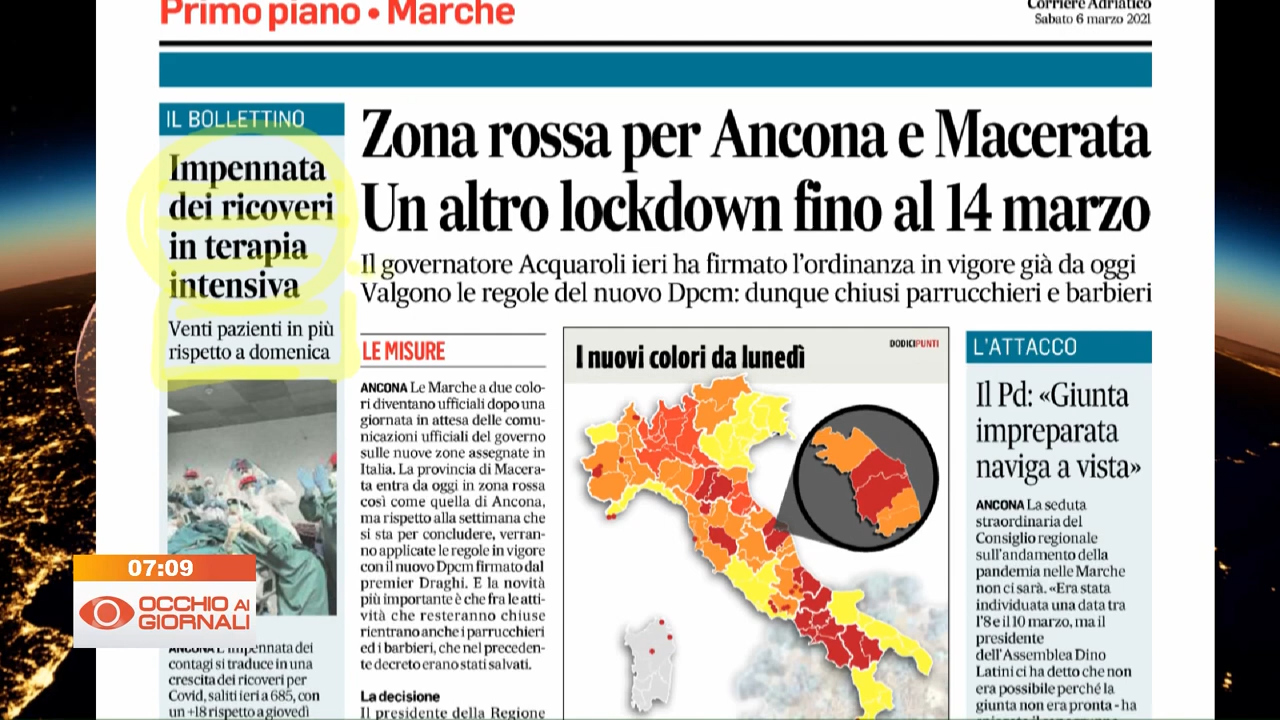 Primo piano • Marche
Corriere Adriatico
Sabato 6 marzo 2021
IL BOLLETTINO
Impennata
dei ricoveri
in terapia
intensiva
Venti pazienti in più
rispetto a domenica
Zona rossa per Ancona e Macerata
Un altro lockdown fino al 14 marzo
Il governatore Acquaroli ieri ha firmato l’ordinanza in vigore già da oggi
Valgono le regole del nuovo Dpcm: dunque chiusi parrucchieri e barbieri
LE MISURE
ANCONA Le Marche a due colo-
ri diventano ufficiali dopo una
giornata in attesa delle comu-
nicazioni ufficiali del governo
sulle nuove zone assegnate in
Italia. La provincia di Macera-
ta entra da oggi in zona rossa
così come quella di Ancona,
ma rispetto alla settimana che
si sta per concludere, verran-
no applicate le regole in vigore
con il nuovo Dpcm firmato dal
premier Draghi. E la novità
più importante è che fra le atti-
vità che resteranno chiuse
rientrano anche i parrucchieri
ed i barbieri, che nel preceden-
te decreto erano stati salvati.
La decisione
Il presidente della Regione
I nuovi colori da lunedì
DODICIPUNTI
L'ATTACCO
Il Pd: «Giunta
impreparata
naviga a vista»
ANCONA La seduta
straordinaria del
Consiglio regionale
sull'andamento della
pandemia nelle Marche
non ci sarà. «Era stata
individuata una data tra
l'8 e il 10 marzo, ma il
presidente
dell'Assemblea Dino
Latini ci ha detto che non
era possibile perché la
giunta non era pronta - ha
07:09
OCCHIO AI
GIORNALI
ANCONA L'impennata dei
contagi si traduce in una
crescita dei ricoveri per
Covid, saliti ieri a 685, con
un +18 rispetto a giovedì